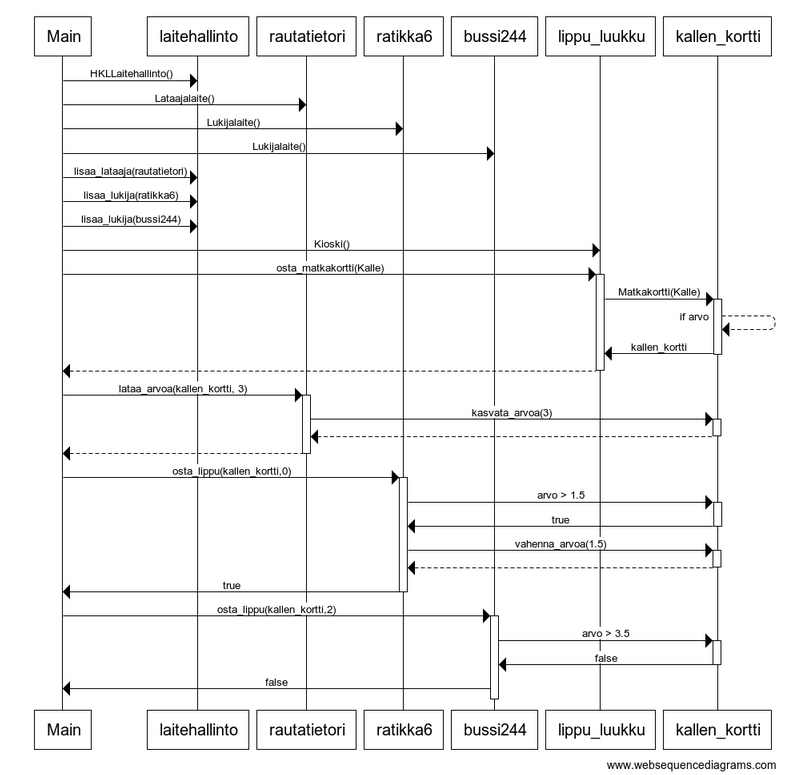 Main laitehallinto rautatietori ratikka6 bussi244 lippu_luukku kallen_kortti
HKLLaitehallinto()
Lataajalaite()
Lukijalaite()
Lukijalaite()
lisaa_lataaja(rautatietori)
lisaa_lukija(ratikka6)
lisaa_lukija(bussi244)
Kioski()
osta_matkakortti(Kalle)
Matkakortti(Kalle)
if arvo
kallen_kortti
lataa_arvoa(kallen_kortti, 3)
kasvata_arvoa(3)
osta_lippu(kallen_kortti,0)
arvo > 1.5
true
vahenna_arvoa(1.5)
true
osta_lippu(kallen_kortti,2)
arvo > 3.5
false
false
Main laitehallinto rautatietori ratikka6 bussi244 lippu_luukku kallen_kortti
www.websequencediagrams.com